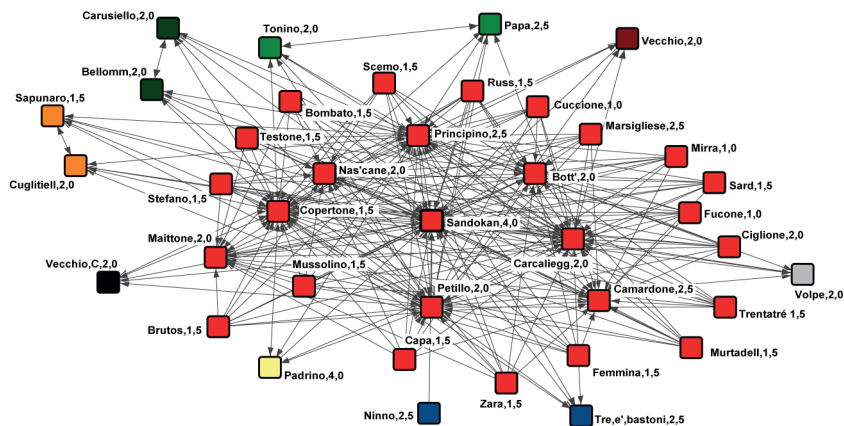 Carusiello,2,0
Tonino,2,0
Papa,2,5
Vecchio,2,0
Bellomm,2,0
Scemo,1,5
Russ,1,5
Sapunaro,1,5
Bombato,1,5
Cuccione,1,0
Testone,1,5
Principino,2,5
Marsigliese,2,5
Mirra,1,0
Cuglitiell,2,0
Nas'cane,2,0
Bott',2,0
Sard,1,5
Stefano,1,5
Copertone,1,5
Sandokan,4,0
Fucone,1,0
Maittone,2,0
Ciglione,2,0
Carcaliegg,2,0
Mussolino,1,5
Vecchio,C,2,0
Petillo,2,0
Camardone,2,5
Volpe,2,0
Trentatré 1,5
Brutos,1,5
Capa,1,5
Murtadell,1,5
Padrino,4,0
Femmina,1,5
Zara,1,5
Ninno,2,5
Tre,e',bastoni,2,5